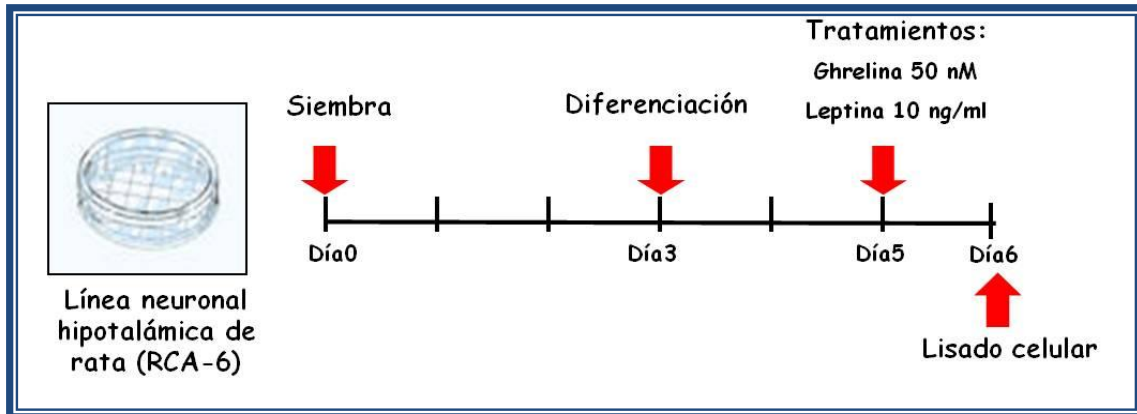 Tratamientos:
Ghrelina 50 nM
Leptina 10 ng/ml
Siembra
Diferenciación
Día0
Día3
Día5
Día6
Línea neuronal
hipotalámica de
rata (RCA-6)
Lisado celular